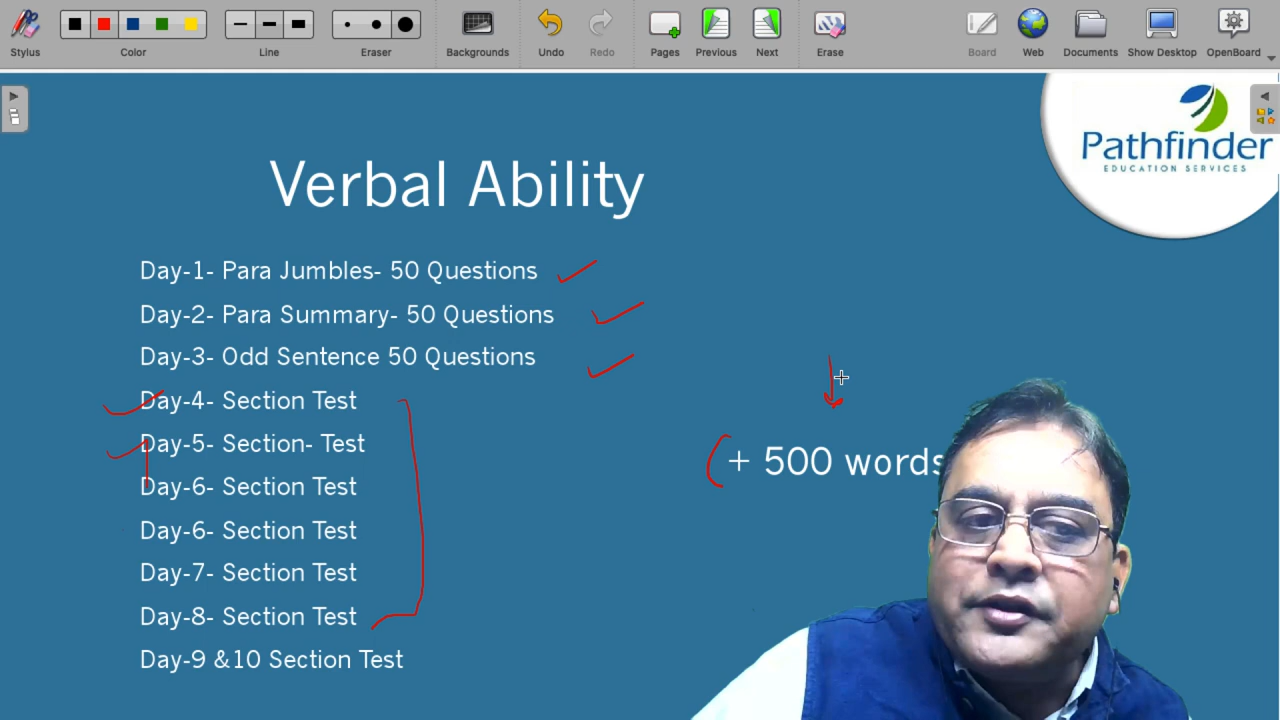 Stylus
Color
Line
Eraser
Backgrounds
Undo
Redo
Pages
Previous
Next
Erase
Board
Web
Documents
Show Desktop
OpenBoard
Pathfinder
EDUCATION SERVICES
Verbal Ability
Day-1- Para Jumbles- 50 Questions
Day-2- Para Summary- 50 Questions
Day-3- Odd Sentence 50 Questions
Day-4- Section Test
Day-5- Section- Test
Day-6- Section Test
Day-6- Section Test
Day-7- Section Test
Day-8- Section Test
Day-9 &10 Section Test
+ 500 words